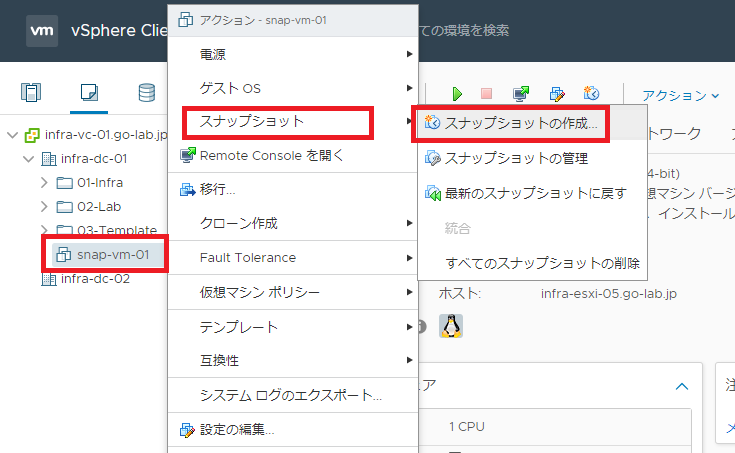 vm vSphere Clie
ての環境を検索
アクション - snap-vm-01
電源
ゲスト OS
スナップショット
Remote Console を開く
移行...
クローン作成
Fault Tolerance
仮想マシン ポリシー
テンプレート
互換性
システム ログのエクスポート...
設定の編集...
スナップショットの作成...
スナップショットの管理
最新のスナップショットに戻す
統合
すべてのスナップショットの削除
infra-vc-01.go-lab.jp
infra-dc-01
01-Infra
02-Lab
03-Template
snap-vm-01
infra-dc-02
アクション
トワーク
4-bit)
想マシン バージ
、インストール
ホスト:
infra-esxi-05.go-lab.jp
ェア
1 CPU
注